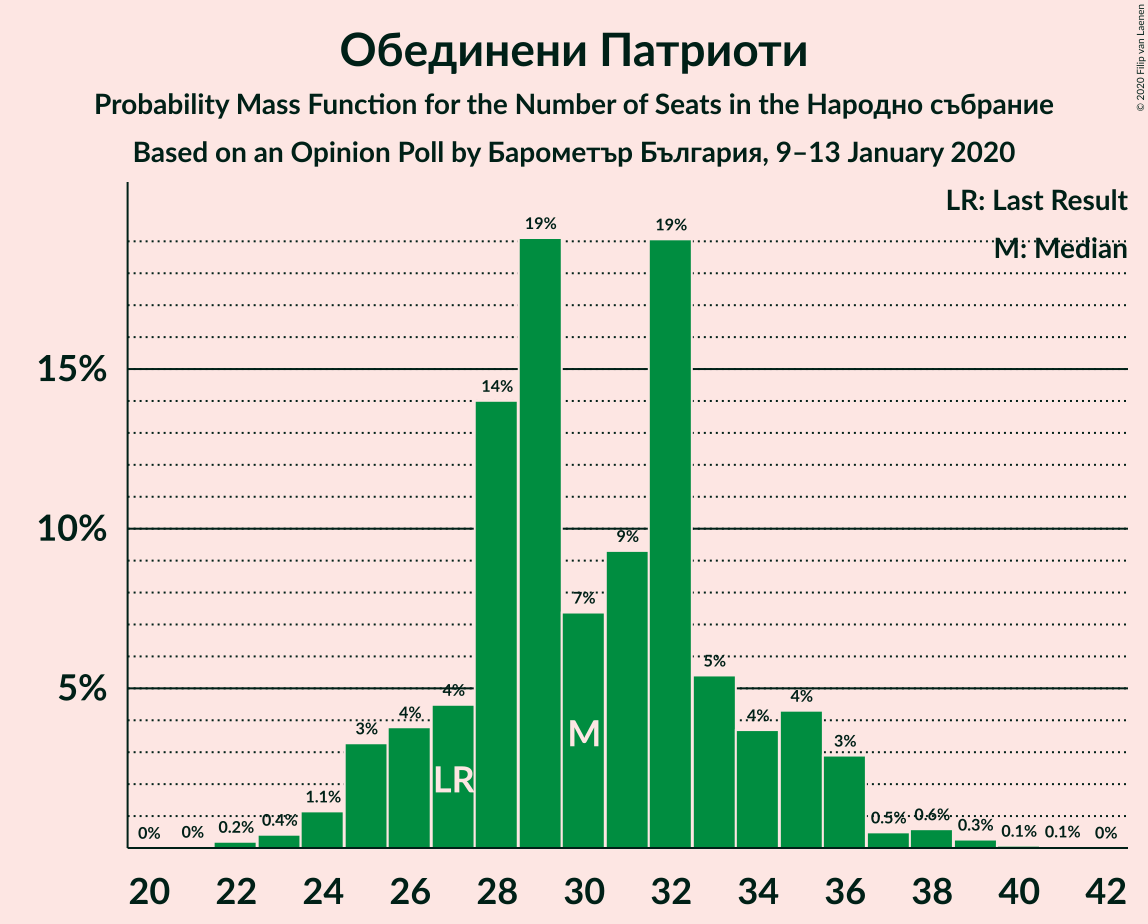 Обединени Патриоти
Probability Mass Function for the Number of Seats in the Народно събрание
Based on an Opinion Poll by Барометър България, 9–13 January 2020
© 2020 Filip van Laenen
LR: Last Result
M: Median
15%
10%
5%
0%
0%
0.2%
0.4%
1.1%
3%
4%
4%
14%
19%
7%
9%
19%
5%
4%
4%
3%
0.5%
0.6%
0.3%
0.1%
0.1%
0%
LR
M
20 22 24 26 28 30 32 34 36 38 40 42